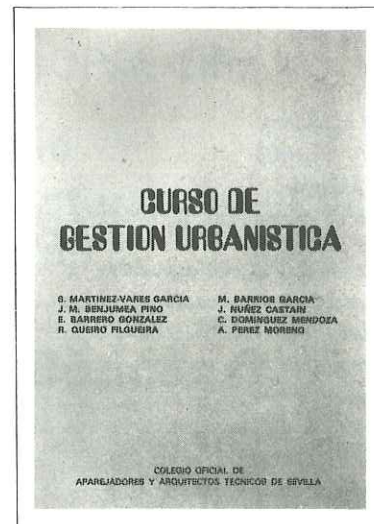 CURSO DE
GESTION URBANISTICA
S. MARTINEZ-VARES GARCIA
J. M. BENJUMEA PINO
E. BARRERO GONZALEZ
R. QUEIRO FILGUEIRA
M. BARRIOS GARCIA
J. NUÑEZ CASTAIN
C. DOMINGUEZ MENDOZA
A. PEREZ MORENO
COLEGIO OFICIAL DE
APAREJADORES Y ARQUITECTOS TECNICOS DE SEVILLA